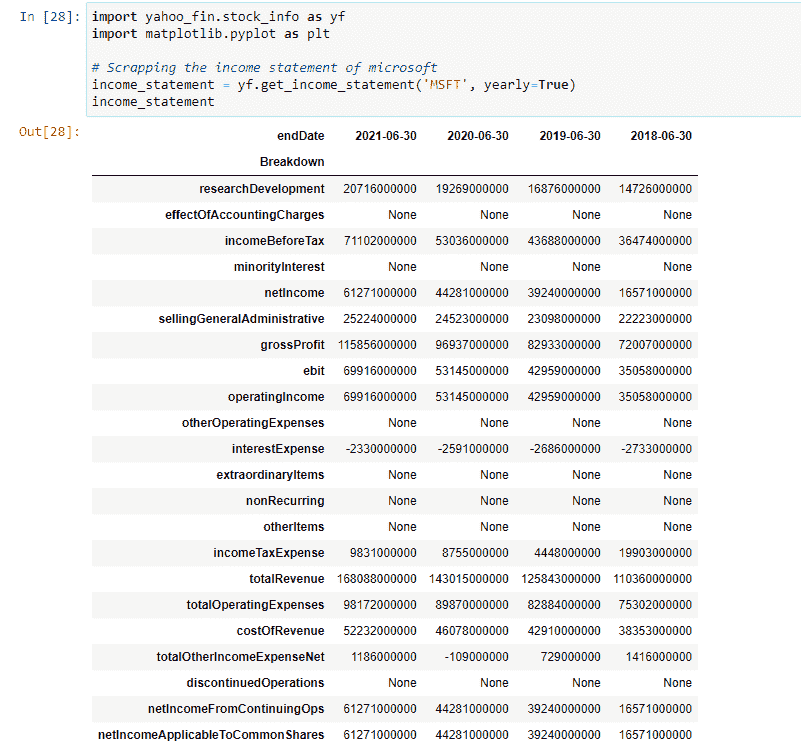 In [28]: import yahoo_fin.stock_info as yf
import matplotlib.pyplot as plt
# Scrapping the income statement of microsoft
income_statement = yf.get_income_statement('MSFT', yearly=True)
income_statement
Out[28]: endDate 2021-06-30 2020-06-30 2019-06-30 2018-06-30
Breakdown
researchDevelopment 20716000000 19269000000 16876000000 14726000000
effectOfAccountingCharges None None None None
incomeBeforeTax 71102000000 53036000000 43688000000 36474000000
minorityInterest None None None None
netIncome 61271000000 44281000000 39240000000 16571000000
sellingGeneralAdministrative 25224000000 24523000000 23098000000 22223000000
grossProfit 115856000000 96937000000 82933000000 72007000000
ebit 69916000000 53145000000 42959000000 35058000000
operatingIncome 69916000000 53145000000 42959000000 35058000000
otherOperatingExpenses None None None None
interestExpense -2330000000 -2591000000 -2686000000 -2733000000
extraordinaryItems None None None None
nonRecurring None None None None
otherItems None None None None
incomeTaxExpense 9831000000 8755000000 4448000000 19903000000
totalRevenue 168088000000 143015000000 125843000000 110360000000
totalOperatingExpenses 98172000000 89870000000 82884000000 75302000000
costOfRevenue 52232000000 46078000000 42910000000 38353000000
totalOtherIncomeExpenseNet 1186000000 -109000000 729000000 1416000000
discontinuedOperations None None None None
netIncomeFromContinuingOps 61271000000 44281000000 39240000000 16571000000
netIncomeApplicableToCommonShares 61271000000 44281000000 39240000000 16571000000